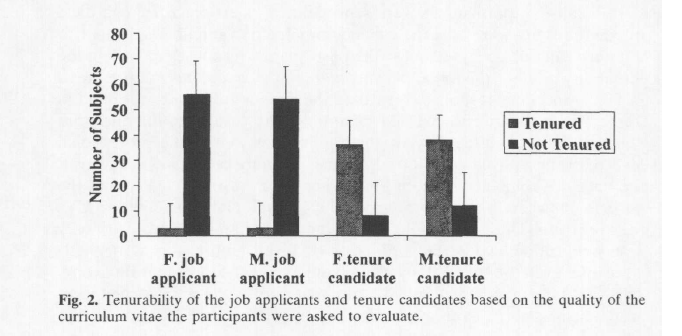 80
70
60
50
40
30
20
10
0
Number of Subjects
F. job applicant
M. job applicant
F.tenure candidate
M.tenure candidate
Tenured
Not Tenured
Fig. 2. Tenurability of the job applicants and tenure candidates based on the quality of the
curriculum vitae the participants were asked to evaluate.